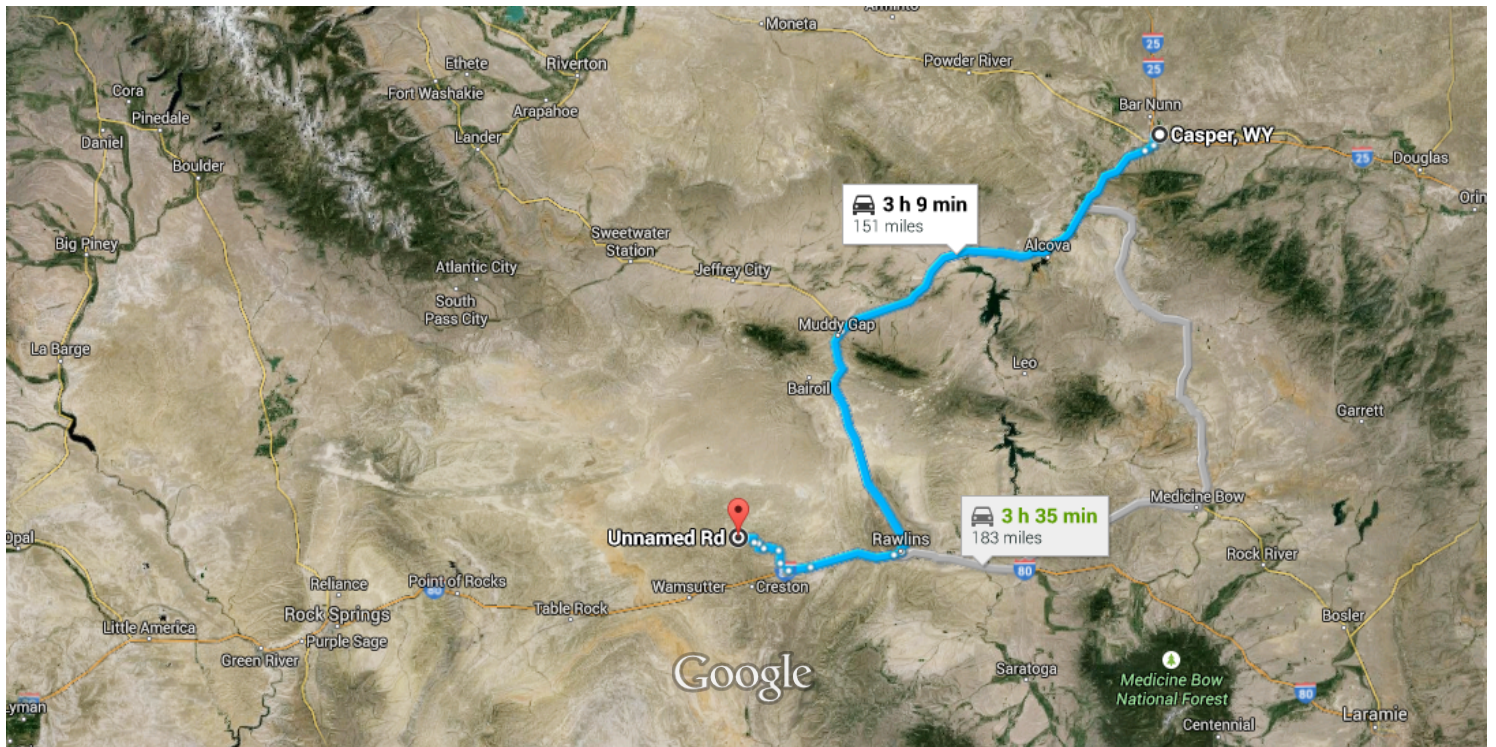 Arminto
Moneta
25
Ethete
Riverton
Powder River
25
Cora
Fort Washakie
Bar Nunn
Pinedale
Arapahoe
Daniel
Lander
Casper, WY
Boulder
25
Douglas
3 h 9 min
151 miles
Orin
Sweetwater
Station
Big Piney
Alcova
Atlantic City
Jeffrey City
South
Pass City
Muddy Gap
La Barge
Leo
Bairoil
Garrett
Medicine Bow
3 h 35 min
183 miles
Opal
Unnamed Rd
Rawlins
Rock River
80
Reliance
Point of Rocks
80
Wamsutter
Creston
Rock Springs
Table Rock
Bosler
Little America
Purple Sage
Green River
Google
Saratoga
Medicine Bow
National Forest
80
yman
Laramie
Centennial